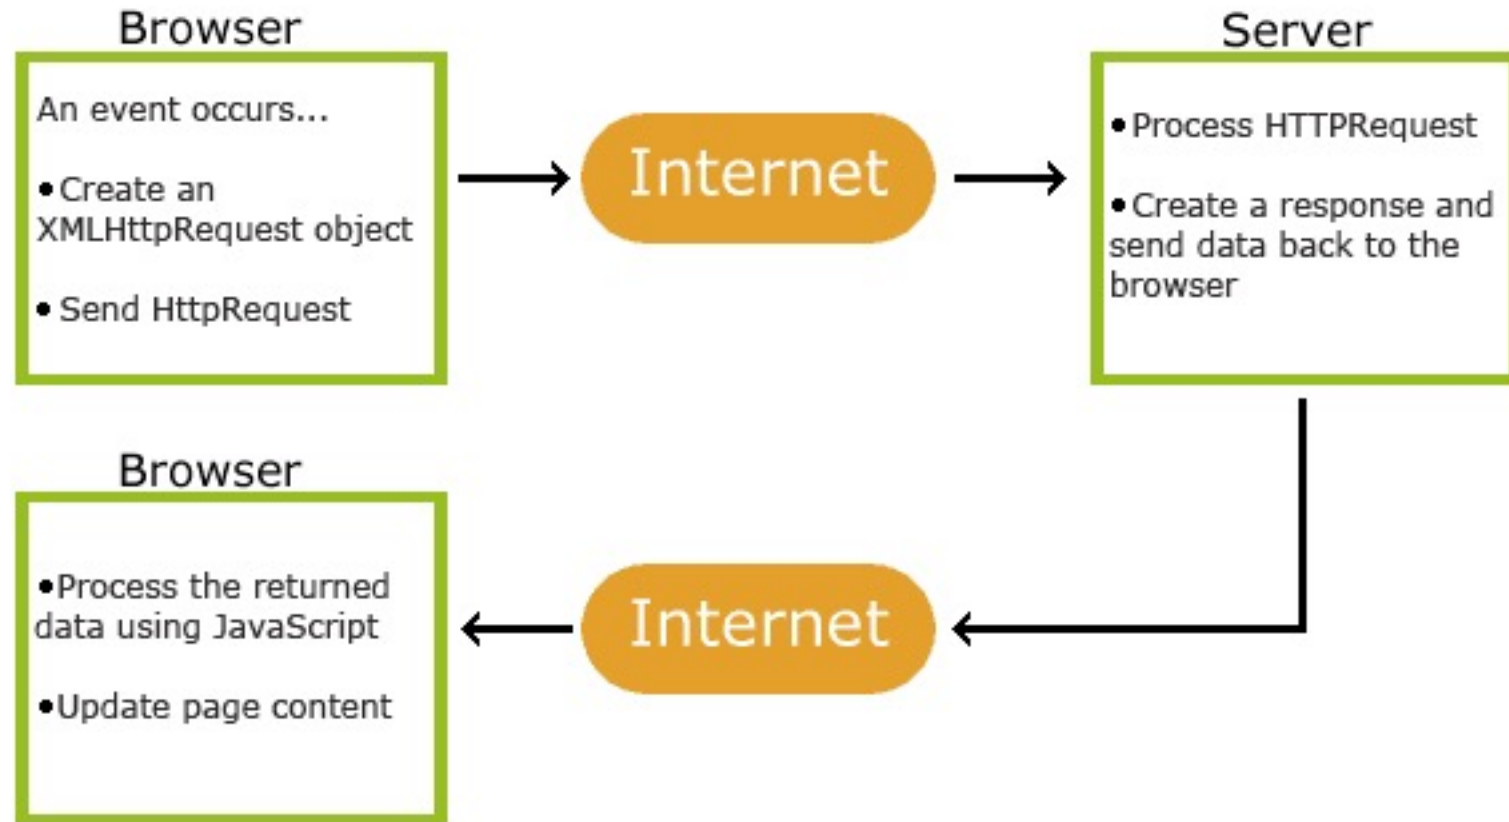 Browser
An event occurs...
•Create an
XMLHttpRequest object
• Send HttpRequest
Internet
Server
•Process HTTPRequest
•Create a response and
send data back to the
browser
Browser
•Process the returned
data using JavaScript
•Update page content
Internet